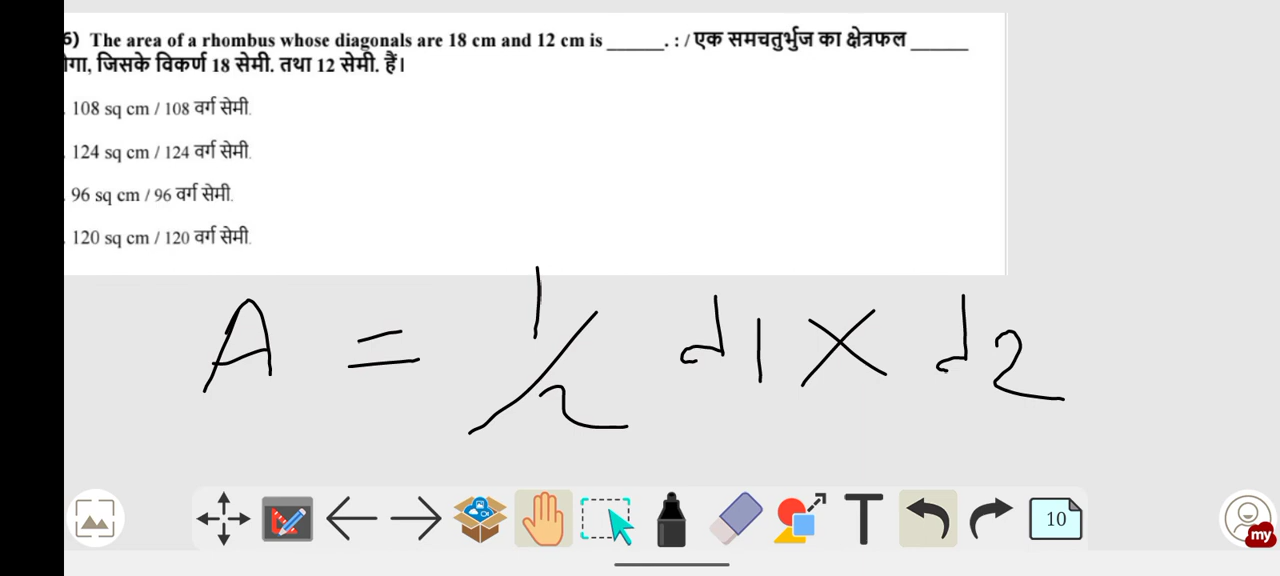 6) The area of a rhombus whose diagonals are 18 cm and 12 cm is ______. : / एक समचतुर्भुज का क्षेत्रफल ______
गा, जिसके विकर्ण 18 सेमी. तथा 12 सेमी. हैं।
. 108 sq cm / 108 वर्ग सेमी.
. 124 sq cm / 124 वर्ग सेमी.
. 96 sq cm / 96 वर्ग सेमी.
. 120 sq cm / 120 वर्ग सेमी.
A = 1/2 d1 × d2
T 10 my